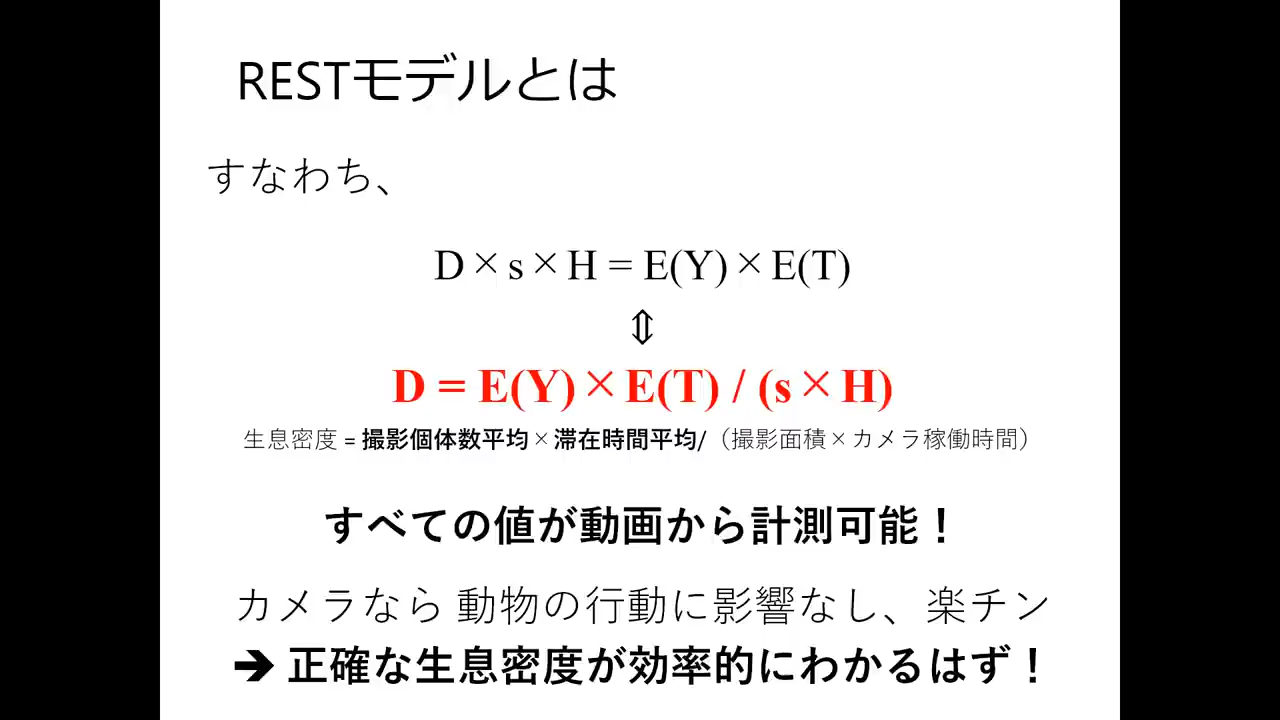 RESTモデルとは
すなわち、
D×s×H = E(Y)×E(T)
⇕
D = E(Y)×E(T) / (s×H)
生息密度 = 撮影個体数平均×滞在時間平均/（撮影面積×カメラ稼働時間）
すべての値が動画から計測可能！
カメラなら 動物の行動に影響なし、楽チン
➔ 正確な生息密度が効率的にわかるはず！